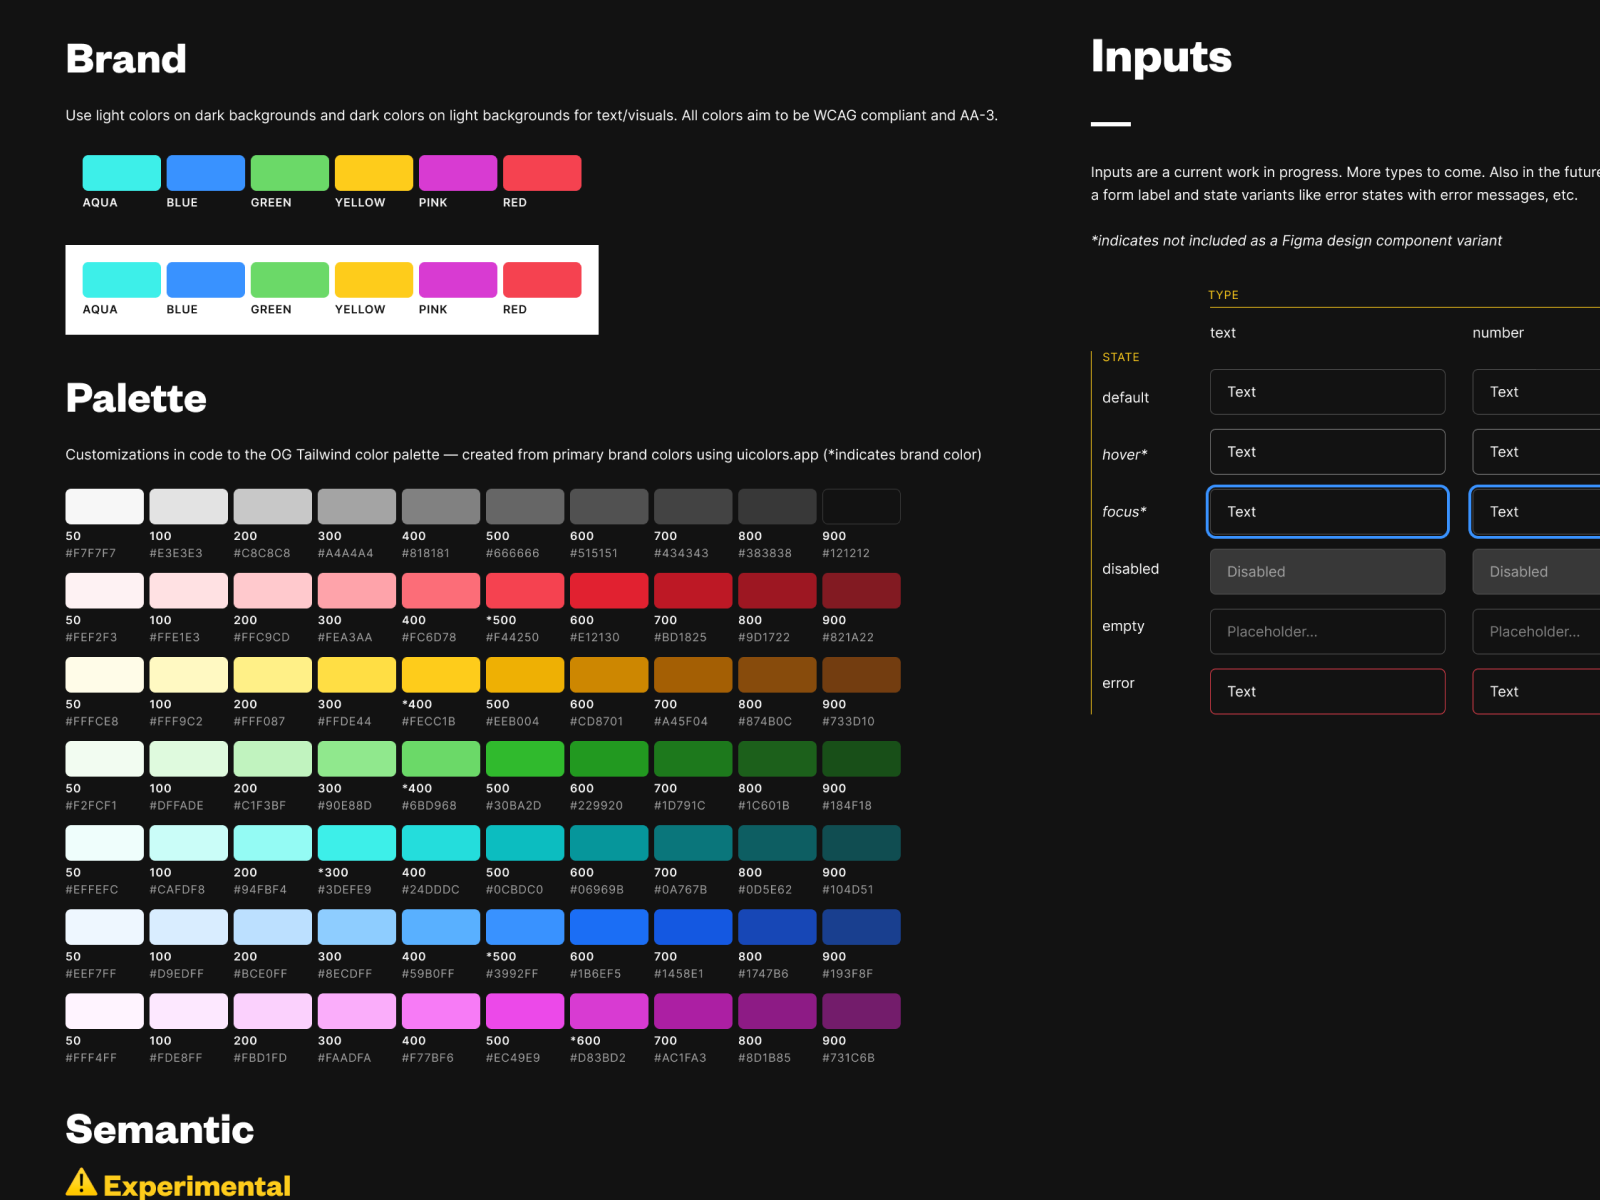 Brand
Use light colors on dark backgrounds and dark colors on light backgrounds for text/visuals. All colors aim to be WCAG compliant and AA-3.
AQUA BLUE GREEN YELLOW PINK RED
AQUA BLUE GREEN YELLOW PINK RED
Palette
Customizations in code to the OG Tailwind color palette — created from primary brand colors using uicolors.app (*indicates brand color)
50 100 200 300 400 500 600 700 800 900
#F7F7F7 #E3E3E3 #C8C8C8 #A4A4A4 #818181 #666666 #515151 #434343 #383838 #121212
50 100 200 300 400 *500 600 700 800 900
#FEF2F3 #FFE1E3 #FFC9CD #FEA3AA #FC6D78 #F44250 #E12130 #BD1825 #9D1722 #821A22
50 100 200 300 *400 500 600 700 800 900
#FFFCE8 #FFF9C2 #FFF087 #FFDE44 #FECC1B #EEB004 #CD8701 #A45F04 #874B0C #733D10
50 100 200 300 *400 500 600 700 800 900
#F2FCF1 #DFFADE #C1F3BF #90E88D #6BD968 #30BA2D #229920 #1D791C #1C601B #184F18
50 100 200 *300 400 500 600 700 800 900
#EFFEFC #CAFDF8 #94FBF4 #3DEFE9 #24DDDC #0CBDC0 #06969B #0A767B #0D5E62 #104D51
50 100 200 300 400 *500 600 700 800 900
#EEF7FF #D9EDFF #BCE0FF #8ECDFF #59B0FF #3992FF #1B6EF5 #1458E1 #1747B6 #193F8F
50 100 200 300 400 500 *600 700 800 900
#FFF4FF #FDE8FF #FBD1FD #FAADFA #F77BF6 #EC49E9 #D83BD2 #AC1FA3 #8D1B85 #731C6B
Semantic
Experimental
Inputs
Inputs are a current work in progress. More types to come. Also in the future
a form label and state variants like error states with error messages, etc.
*indicates not included as a Figma design component variant
TYPE
text number
STATE
default Text Text
hover* Text Text
focus* Text Text
disabled Disabled Disabled
empty Placeholder... Placeholder...
error Text Text